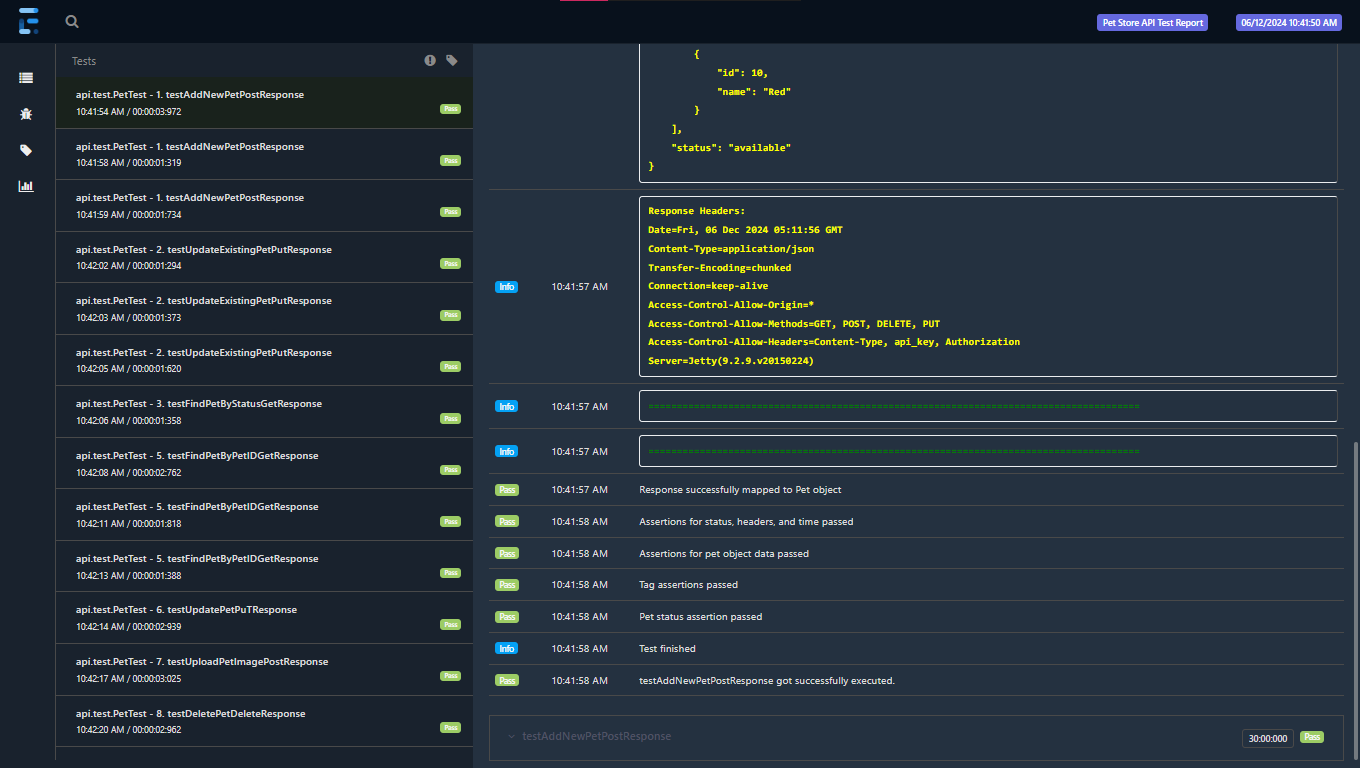 Pet Store API Test Report
06/12/2024 10:41:50 AM
Tests
api.test.PetTest - 1. testAddNewPetPostResponse
10:41:54 AM / 00:00:03:972
Pass
api.test.PetTest - 1. testAddNewPetPostResponse
10:41:58 AM / 00:00:01:319
Pass
api.test.PetTest - 1. testAddNewPetPostResponse
10:41:59 AM / 00:00:01:734
Pass
api.test.PetTest - 2. testUpdateExistingPetPutResponse
10:42:02 AM / 00:00:01:294
Pass
api.test.PetTest - 2. testUpdateExistingPetPutResponse
10:42:03 AM / 00:00:01:373
Pass
api.test.PetTest - 2. testUpdateExistingPetPutResponse
10:42:05 AM / 00:00:01:620
Pass
api.test.PetTest - 3. testFindPetByStatusGetResponse
10:42:06 AM / 00:00:01:358
Pass
api.test.PetTest - 5. testFindPetByPetIDGetResponse
10:42:08 AM / 00:00:02:762
Pass
api.test.PetTest - 5. testFindPetByPetIDGetResponse
10:42:11 AM / 00:00:01:818
Pass
api.test.PetTest - 5. testFindPetByPetIDGetResponse
10:42:13 AM / 00:00:01:388
Pass
api.test.PetTest - 6. testUpdatePetPuTResponse
10:42:14 AM / 00:00:02:939
Pass
api.test.PetTest - 7. testUploadPetImagePostResponse
10:42:17 AM / 00:00:03:025
Pass
api.test.PetTest - 8. testDeletePetDeleteResponse
10:42:20 AM / 00:00:02:962
Pass
{
"id": 10,
"name": "Red"
}
],
"status": "available"
}
Info 10:41:57 AM
Response Headers:
Date=Fri, 06 Dec 2024 05:11:56 GMT
Content-Type=application/json
Transfer-Encoding=chunked
Connection=keep-alive
Access-Control-Allow-Origin=*
Access-Control-Allow-Methods=GET, POST, DELETE, PUT
Access-Control-Allow-Headers=Content-Type, api_key, Authorization
Server=Jetty(9.2.9.v20150224)
Info 10:41:57 AM
Info 10:41:57 AM
Pass 10:41:57 AM Response successfully mapped to Pet object
Pass 10:41:58 AM Assertions for status, headers, and time passed
Pass 10:41:58 AM Assertions for pet object data passed
Pass 10:41:58 AM Tag assertions passed
Pass 10:41:58 AM Pet status assertion passed
Info 10:41:58 AM Test finished
Pass 10:41:58 AM testAddNewPetPostResponse got successfully executed.
testAddNewPetPostResponse 30:00:000 Pass